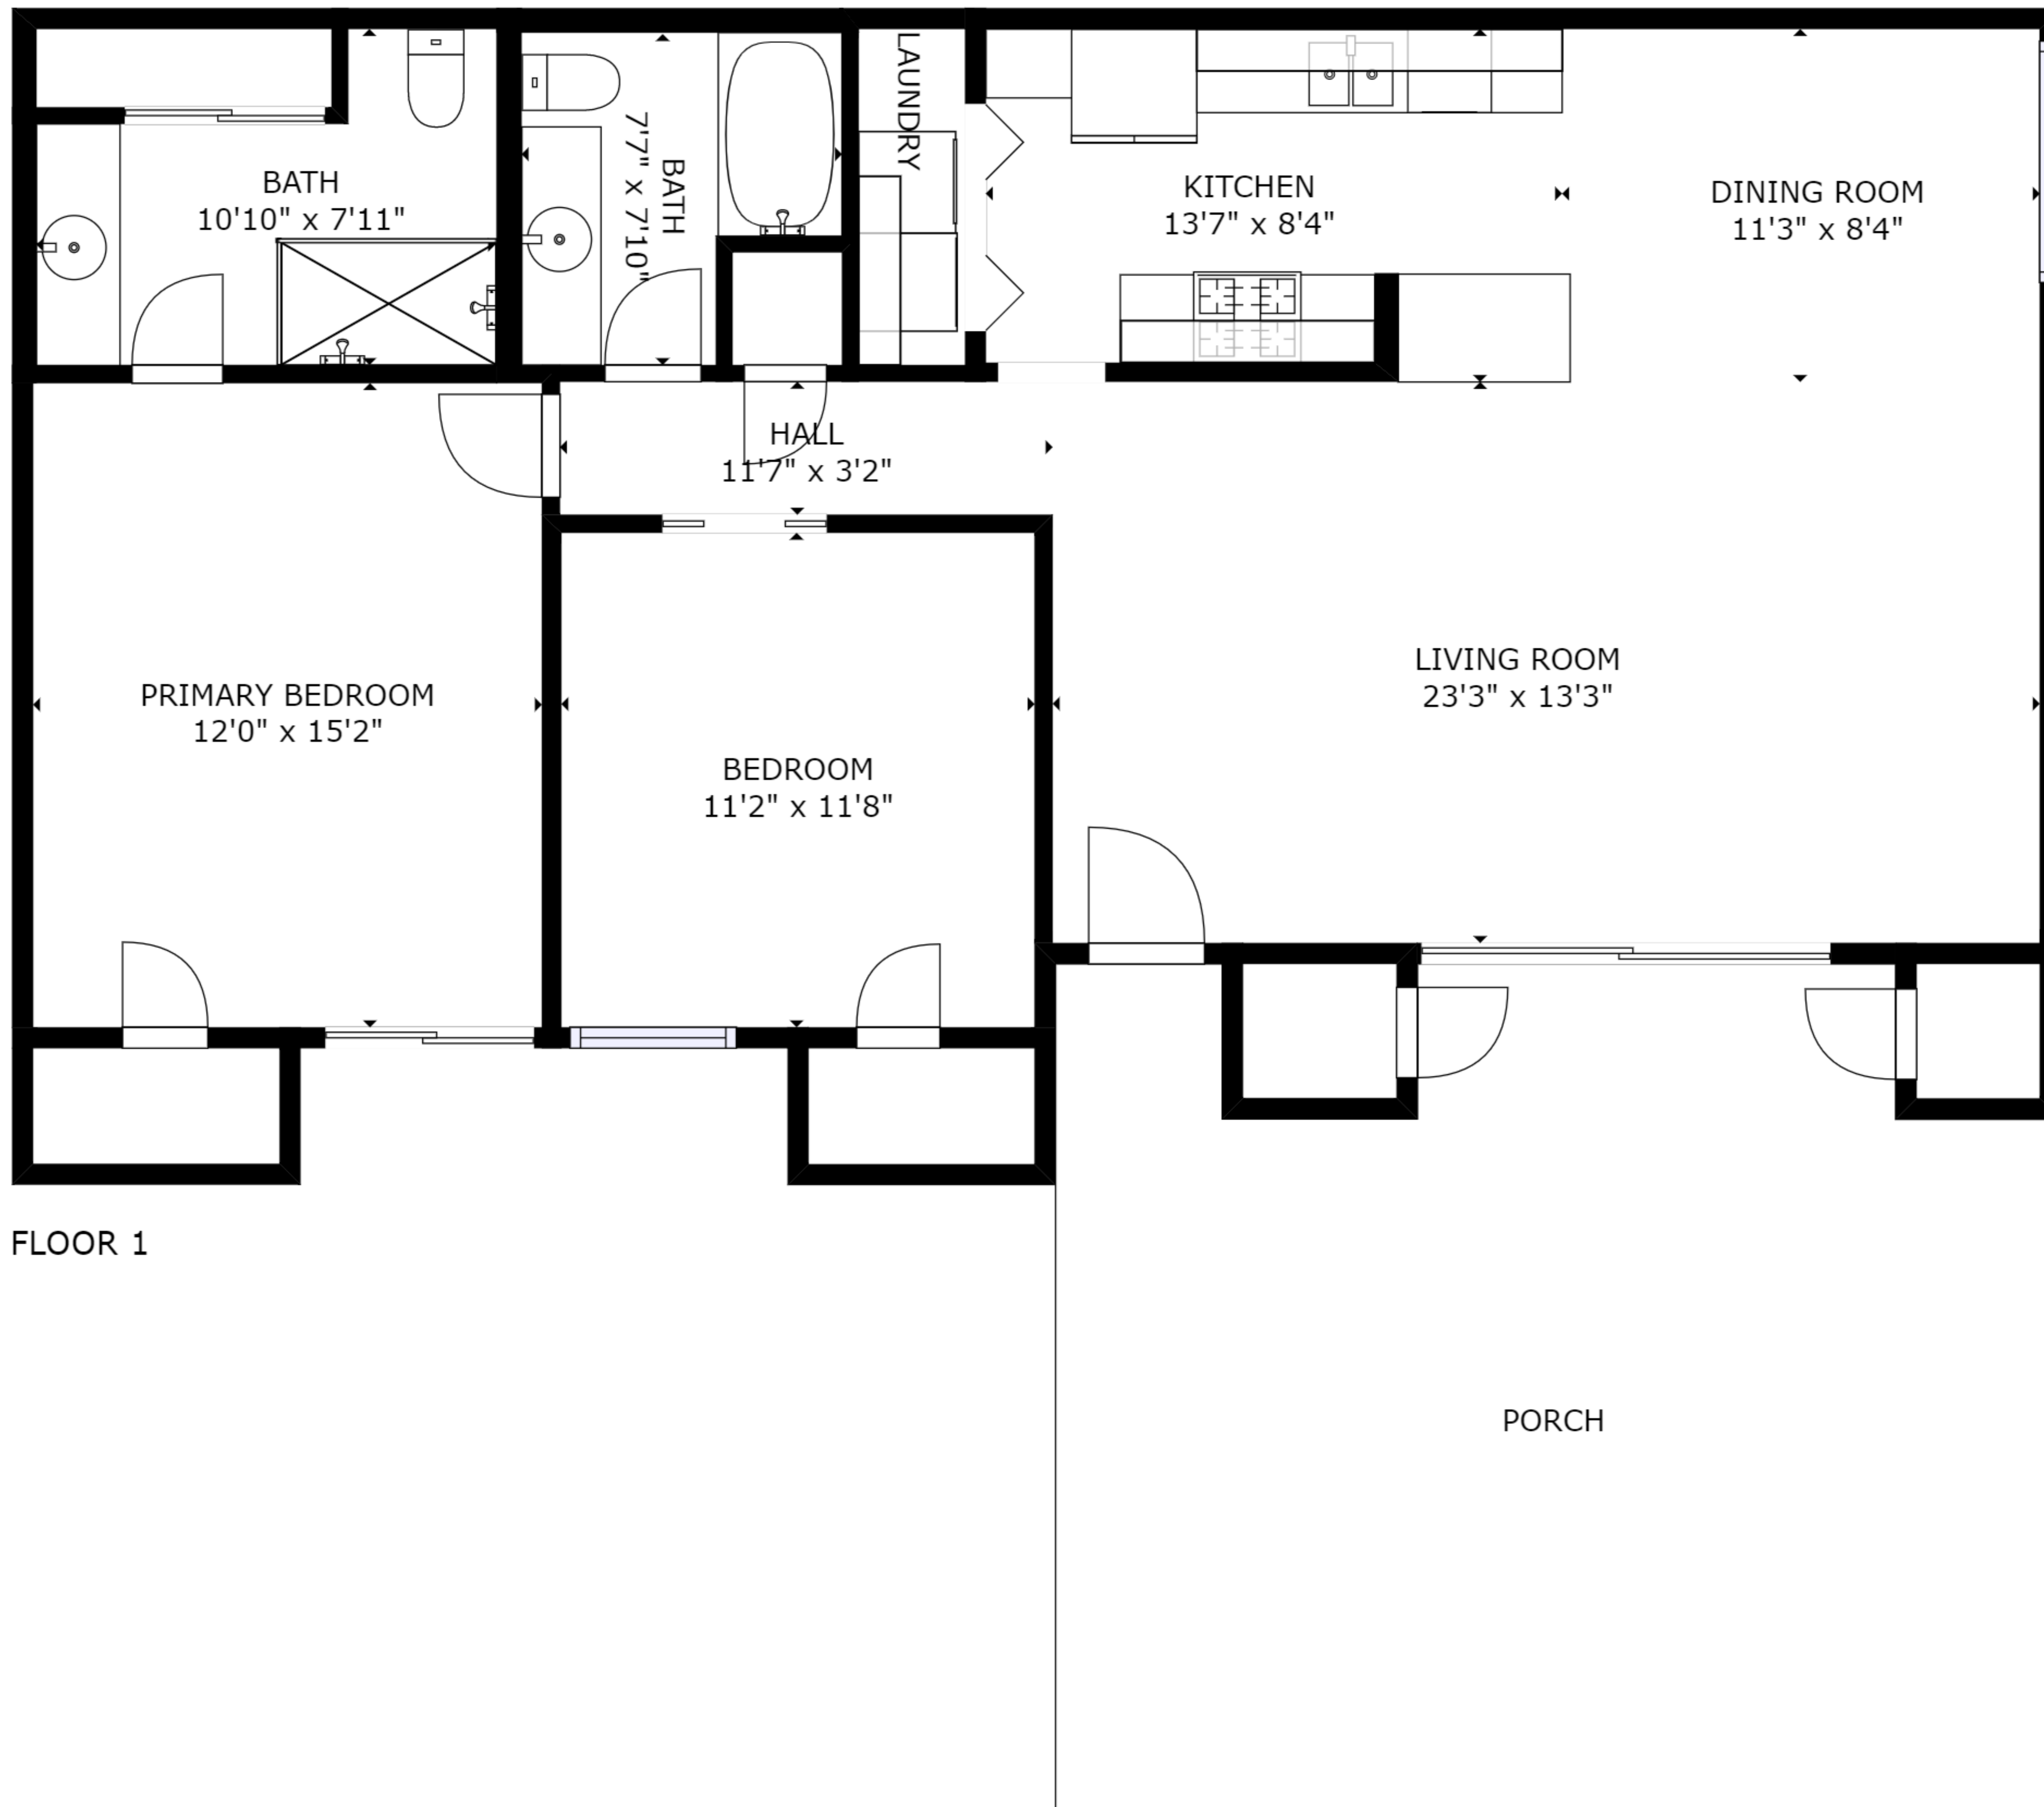 LAUNDRY
BATH
10'10" x 7'11"
BATH
7'7" x 7'10"
KITCHEN
13'7" x 8'4"
DINING ROOM
11'3" x 8'4"
HALL
11'7" x 3'2"
PRIMARY BEDROOM
12'0" x 15'2"
LIVING ROOM
23'3" x 13'3"
BEDROOM
11'2" x 11'8"
FLOOR 1
PORCH